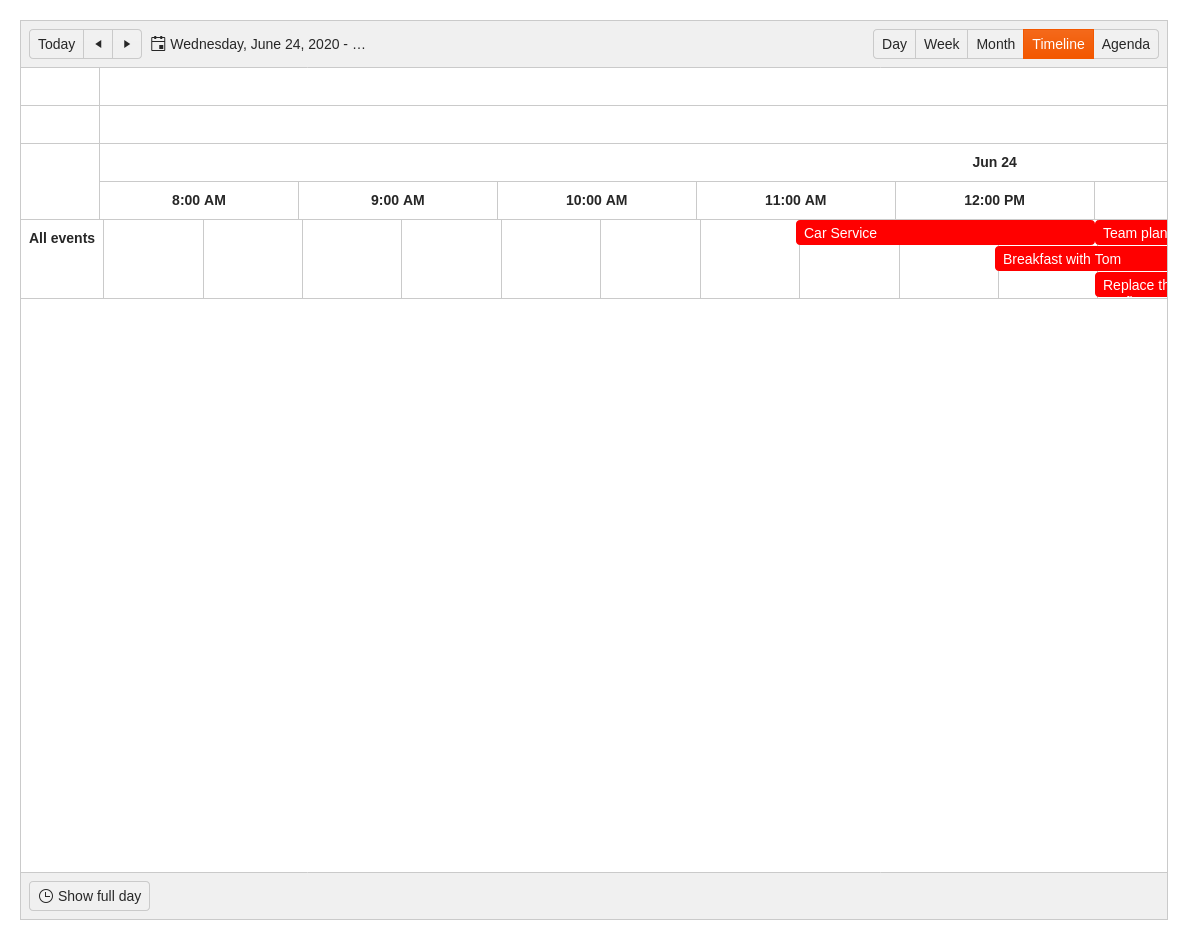 Today
Wednesday, June 24, 2020 - …
Day Week Month Timeline Agenda
Jun 24
8:00 AM 9:00 AM 10:00 AM 11:00 AM 12:00 PM
All events
Car Service
Team plan
Breakfast with Tom
Replace th
Show full day